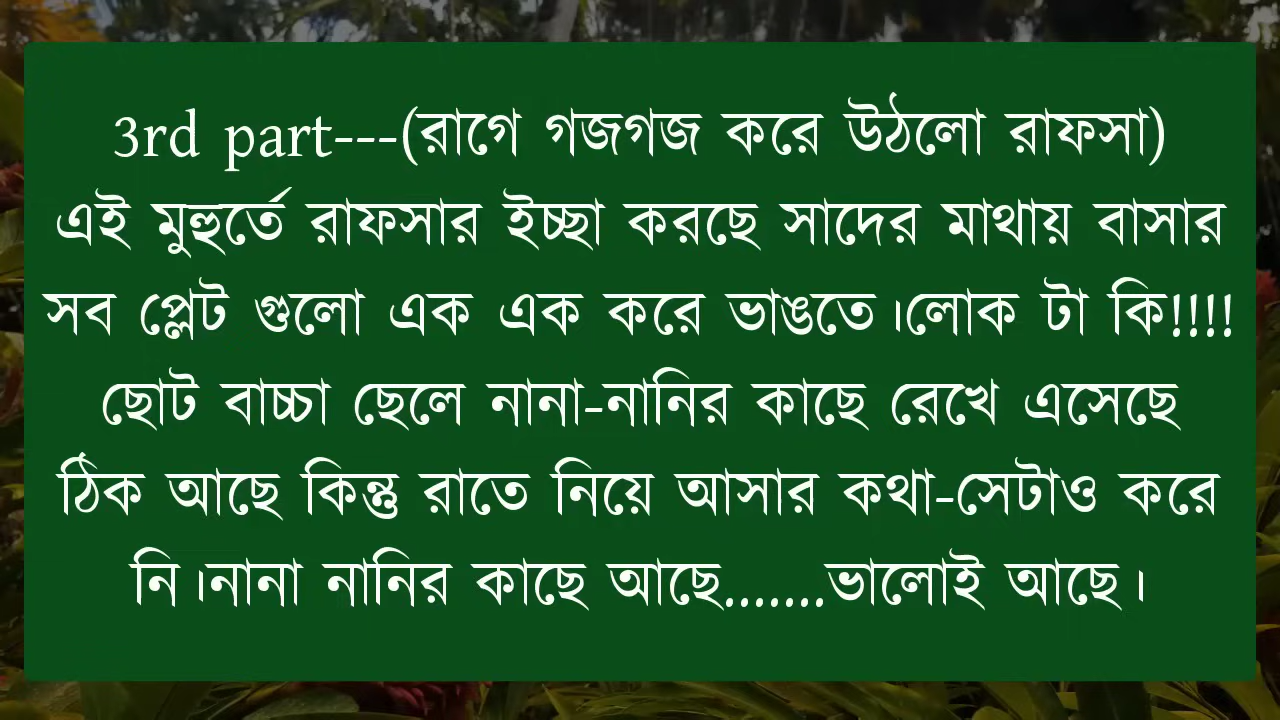 3rd part---(রাগে গজগজ করে উঠলো রাফসা)
এই মুহুর্তে রাফসার ইচ্ছা করছে সাদের মাথায় বাসার
সব প্লেট গুলো এক এক করে ভাঙতে।লোক টা কি!!!!
ছোট বাচ্চা ছেলে নানা-নানির কাছে রেখে এসেছে
ঠিক আছে কিন্তু রাতে নিয়ে আসার কথা-সেটাও করে
নি।নানা নানির কাছে আছে.......ভালোই আছে।